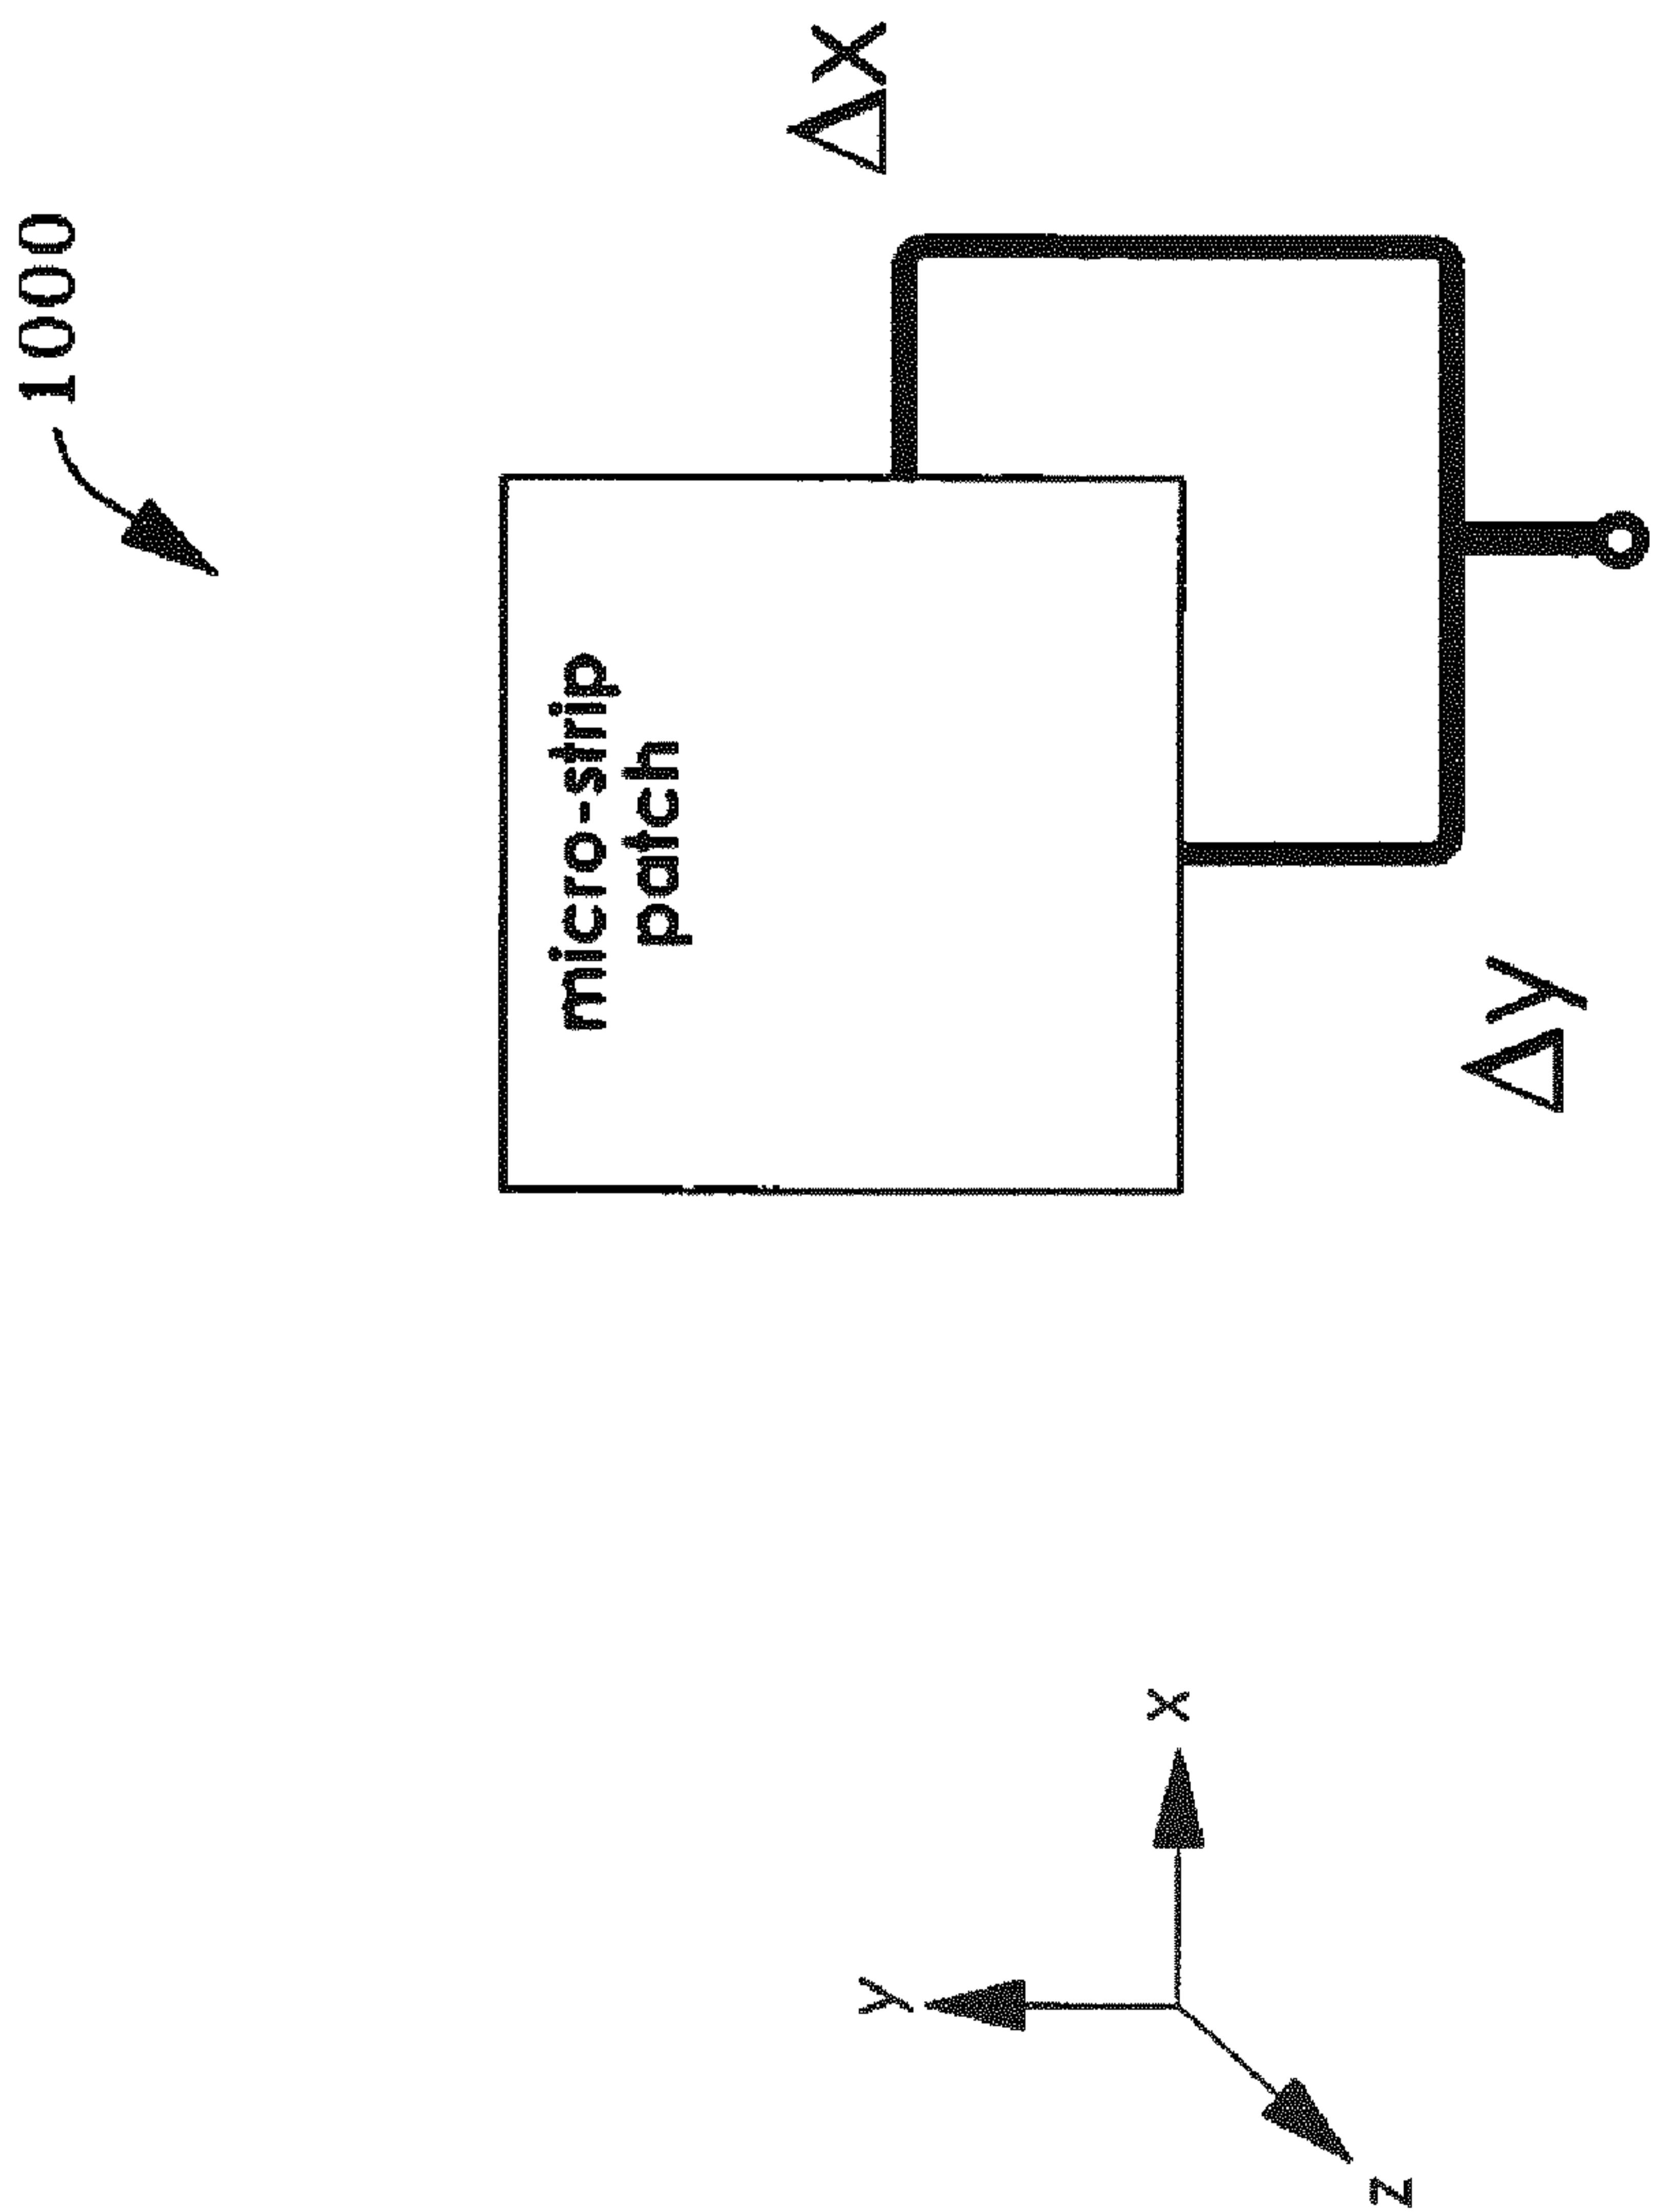 1000
micro-strip
patch
Δx
Δy
y
x
z